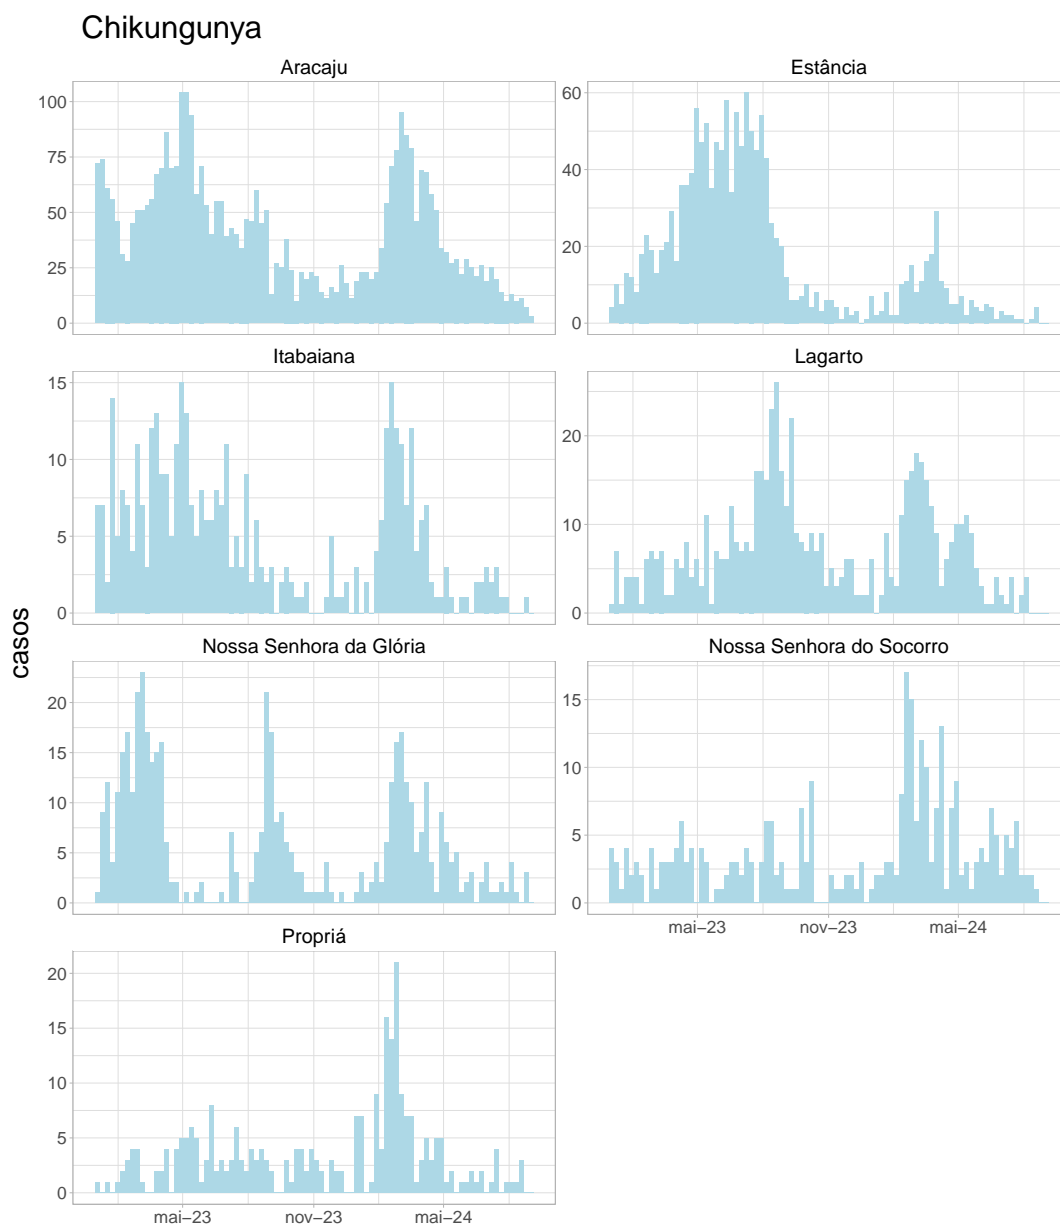 Chikungunya
Aracaju
Estância
100
75
50
25
0
60
40
20
0
Itabaiana
Lagarto
15
10
5
0
20
10
0
casos
Nossa Senhora da Glória
Nossa Senhora do Socorro
20
15
10
5
0
15
10
5
0
mai–23
nov–23
mai–24
Propriá
20
15
10
5
0
mai–23
nov–23
mai–24